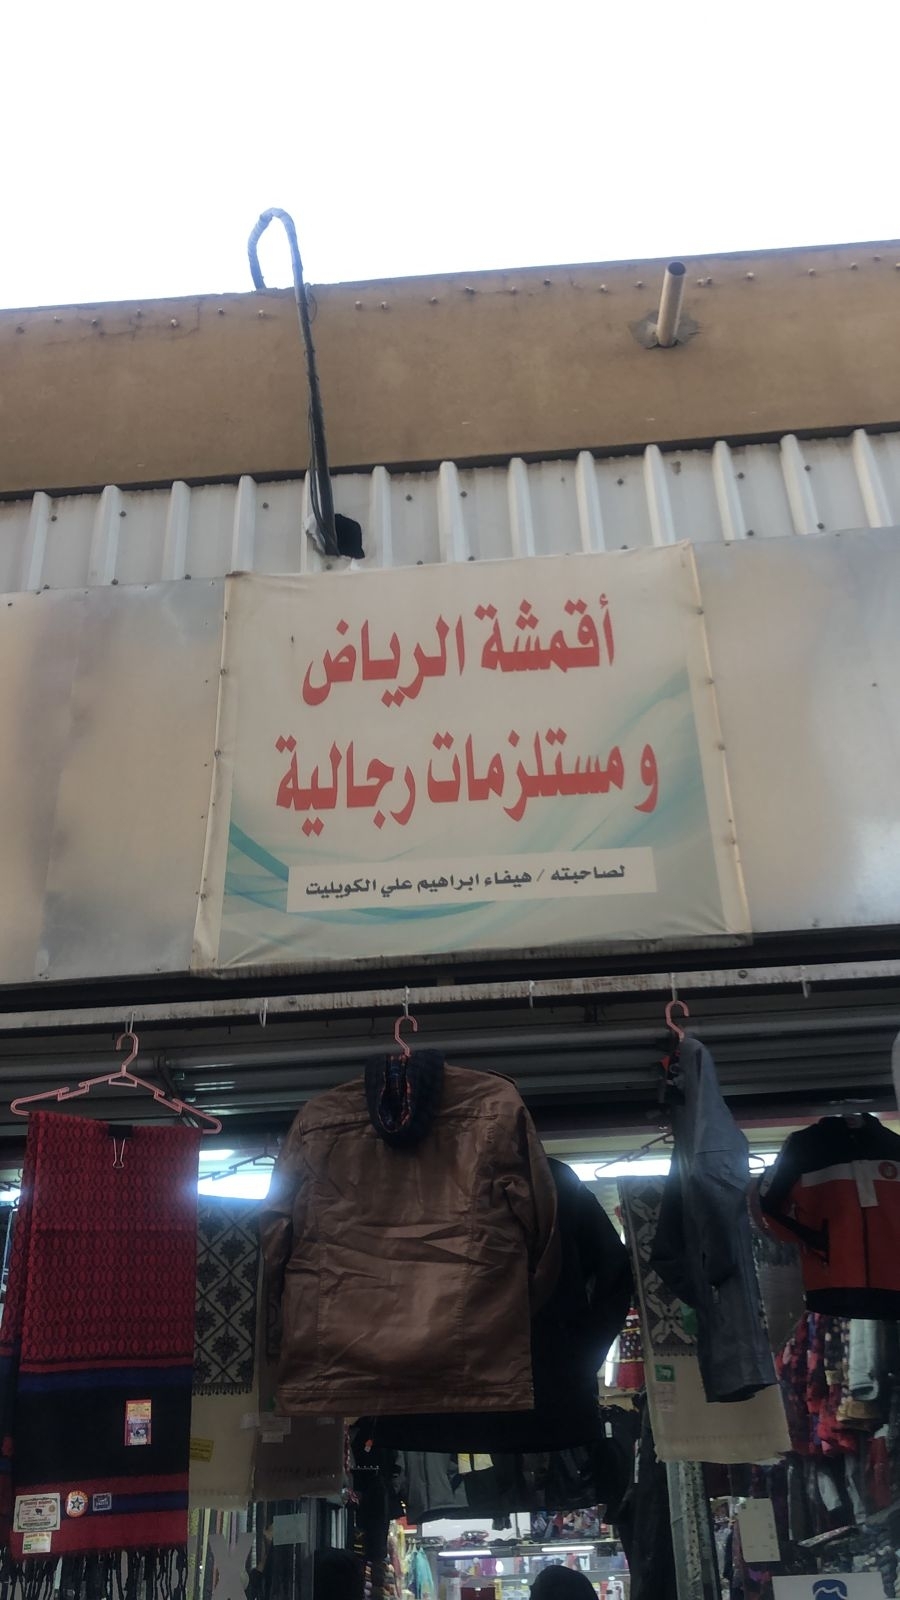 أقمشة الرياض
و مستلزمات رجالية
لصاحبته / هيفاء ابراهيم علي الكويليت